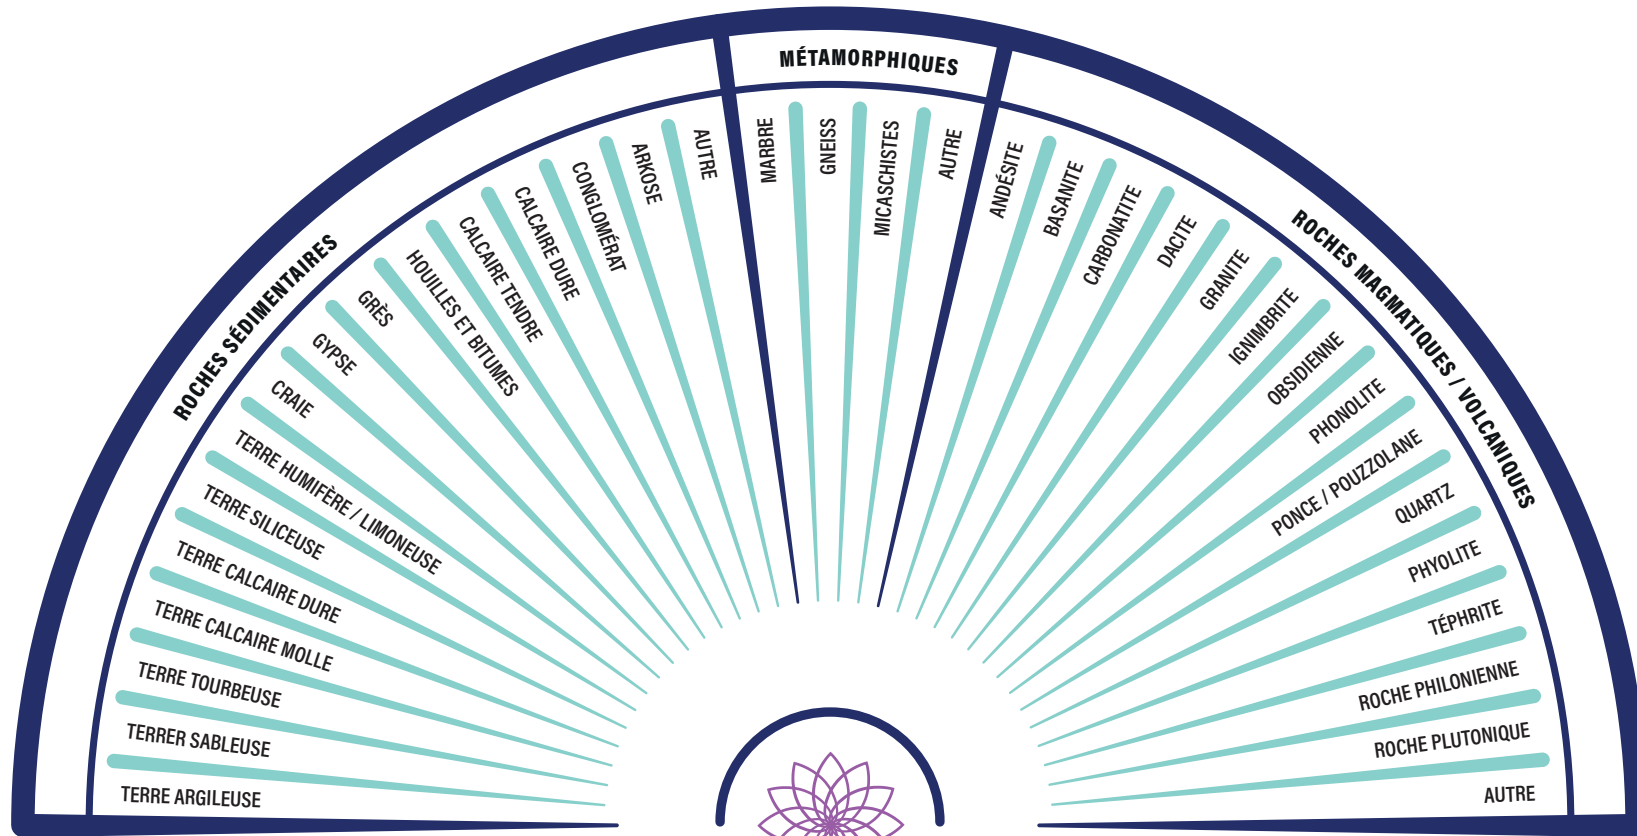 ROCHES SÉDIMENTAIRES
TERRE ARGILEUSE
TERRER SABLEUSE
TERRE TOURBEUSE
TERRE CALCAIRE MOLLE
TERRE CALCAIRE DURE
TERRE SILICEUSE
TERRE HUMIFÈRE / LIMONEUSE
CRAIE
GYPSE
GRÈS
HOUILLES ET BITUMES
CALCAIRE TENDRE
CALCAIRE DURE
CONGLOMÉRAT
ARKOSE
AUTRE
MÉTAMORPHIQUES
MARBRE
GNEISS
MICASCHISTES
AUTRE
ROCHES MAGMATIQUES / VOLCANIQUES
ANDÉSITE
BASANITE
CARBONATITE
DACITE
GRANITE
IGNIMBRITE
OBSIDIENNE
PHONOLITE
PONCE / POUZZOLANE
QUARTZ
PHYOLITE
TÉPHRITE
ROCHE PHILONIENNE
ROCHE PLUTONIQUE
AUTRE